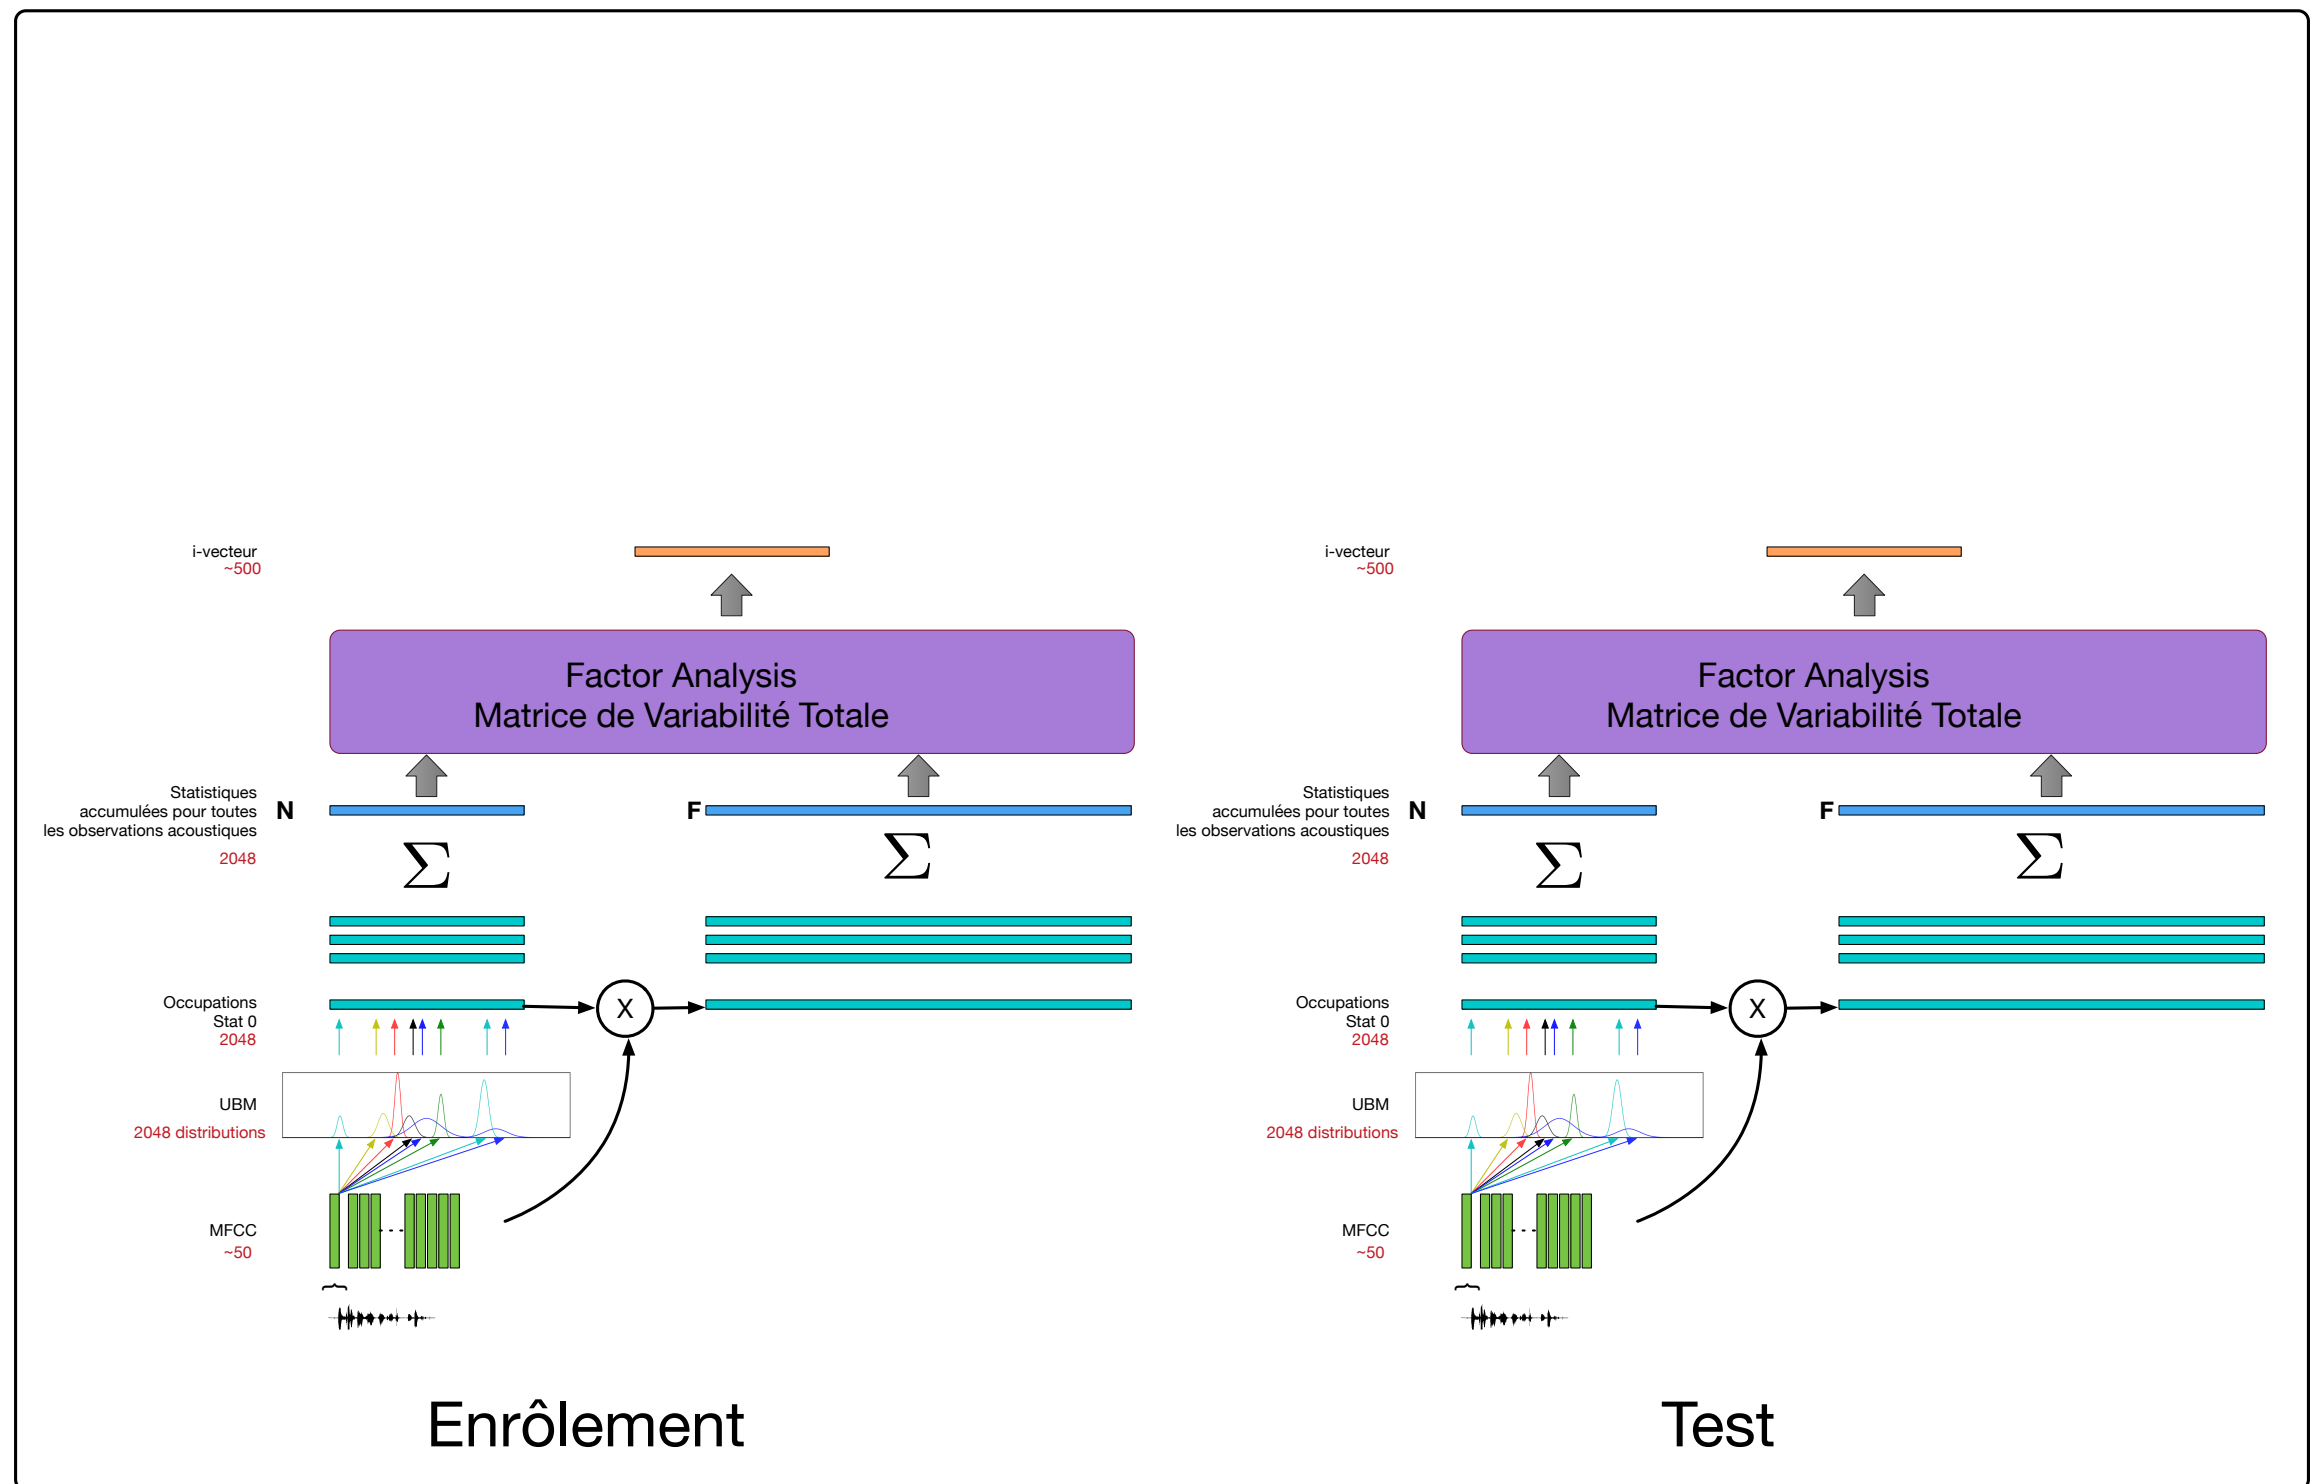 i-vecteur
~500
Factor Analysis
Matrice de Variabilité Totale
Statistiques
accumulées pour toutes
les observations acoustiques
2048
N
F
Σ
Σ
Occupations
Stat 0
2048
X
UBM
2048 distributions
MFCC
~50
Enrôlement
i-vecteur
~500
Factor Analysis
Matrice de Variabilité Totale
Statistiques
accumulées pour toutes
les observations acoustiques
2048
N
F
Σ
Σ
Occupations
Stat 0
2048
X
UBM
2048 distributions
MFCC
~50
Test